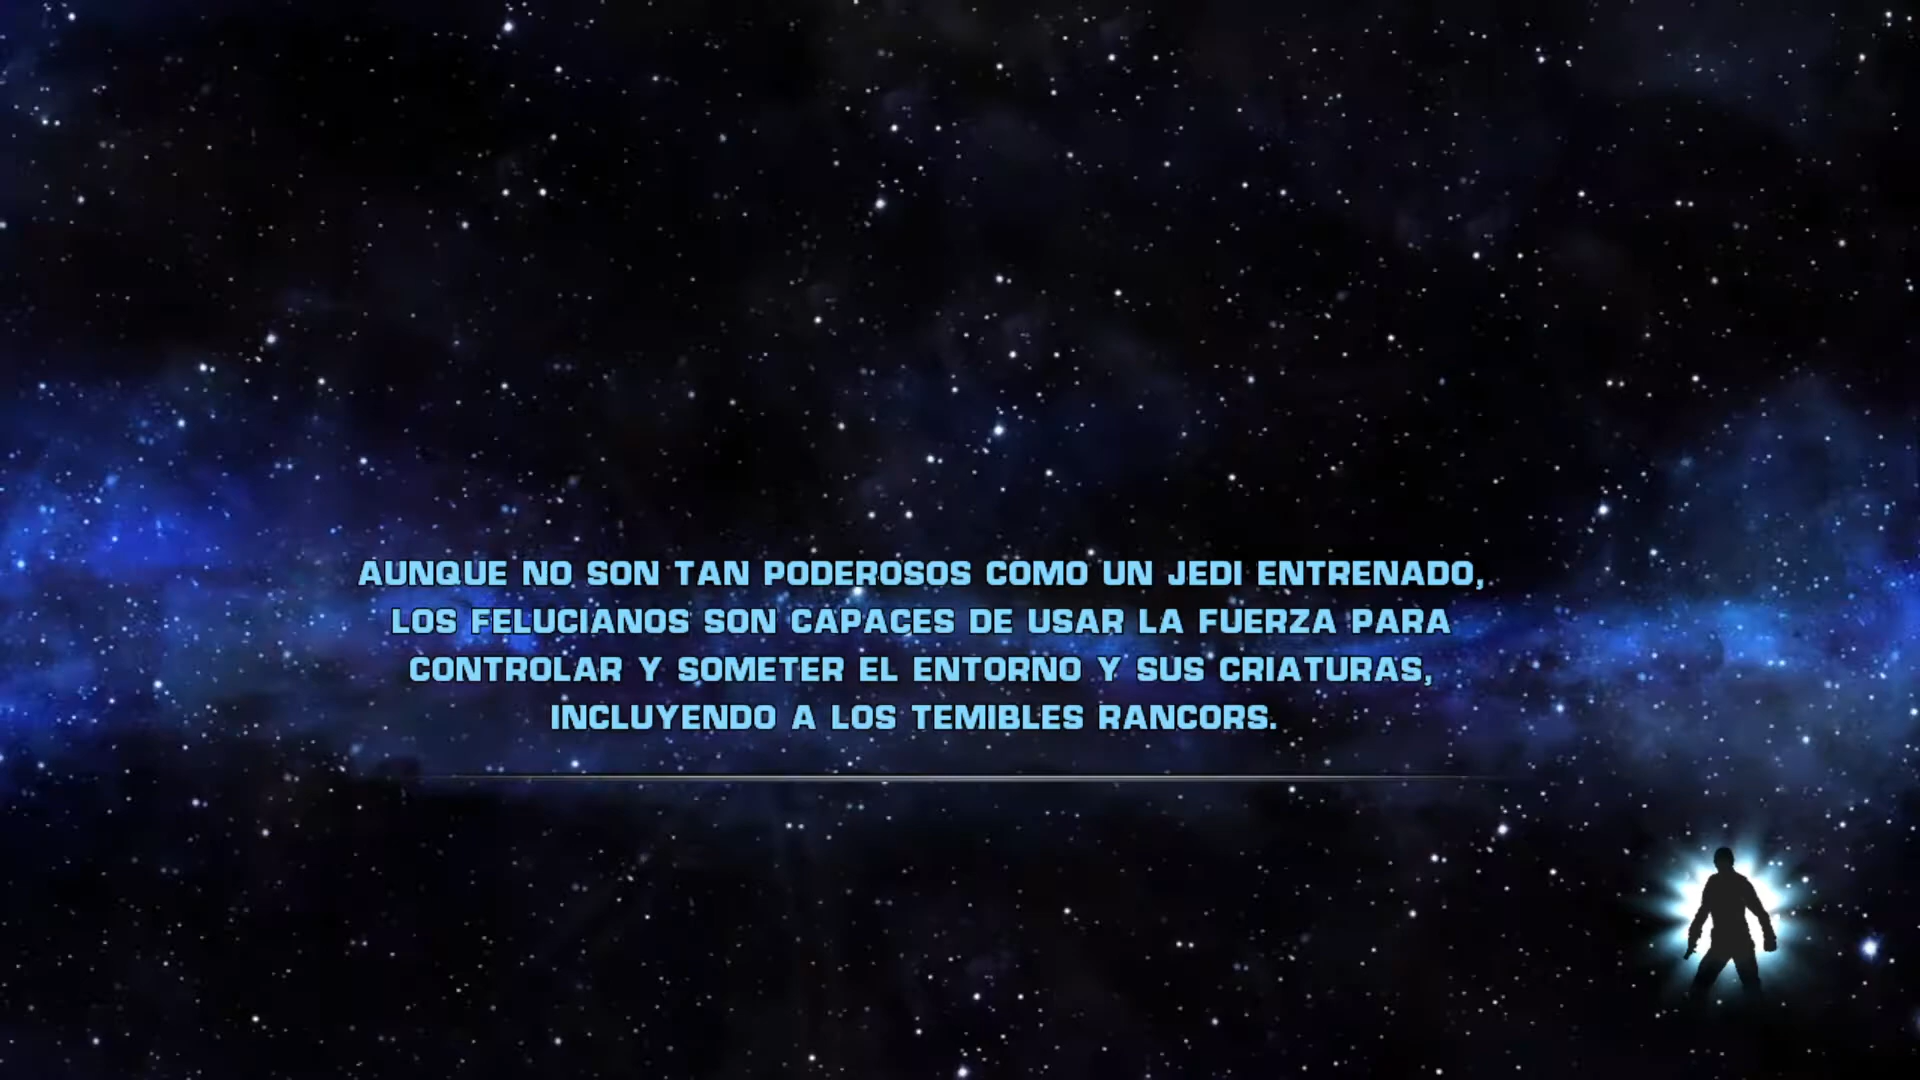 AUNQUE NO SON TAN PODEROSOS COMO UN JEDI ENTRENADO,
LOS FELUCIANOS SON CAPACES DE USAR LA FUERZA PARA
CONTROLAR Y SOMETER EL ENTORNO Y SUS CRIATURAS,
INCLUYENDO A LOS TEMIBLES RANCORS.